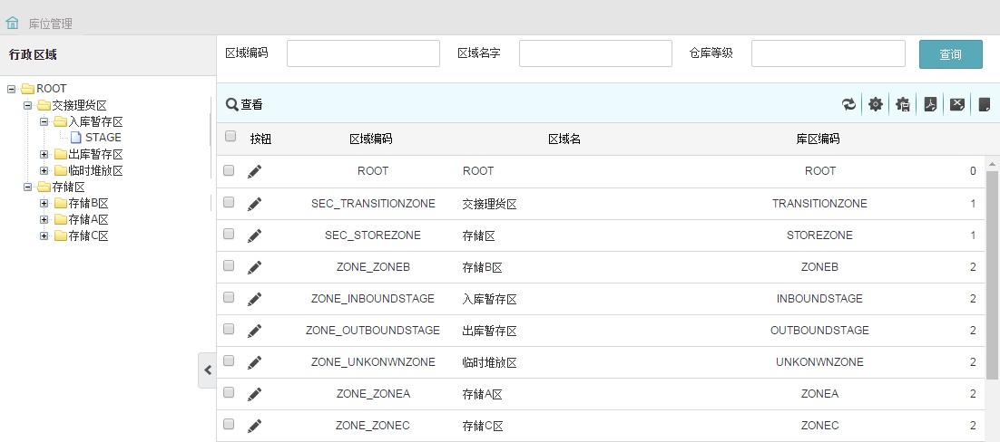 库位管理
行政区域
ROOT
交接理货区
入库暂存区
STAGE
出库暂存区
临时堆放区
存储区
存储B区
存储A区
存储C区
区域编码 区域名字 仓库等级 查询
查看
按钮 区域编码 区域名 库区编码
ROOT ROOT ROOT 0
SEC_TRANSITIONZONE 交接理货区 TRANSITIONZONE 1
SEC_STOREZONE 存储区 STOREZONE 1
ZONE_ZONEB 存储B区 ZONEB 2
ZONE_INBOUNDSTAGE 入库暂存区 INBOUNDSTAGE 2
ZONE_OUTBOUNDSTAGE 出库暂存区 OUTBOUNDSTAGE 2
ZONE_UNKONWNZONE 临时堆放区 UNKONWNZONE 2
ZONE_ZONEA 存储A区 ZONEA 2
ZONE_ZONEC 存储C区 ZONEC 2